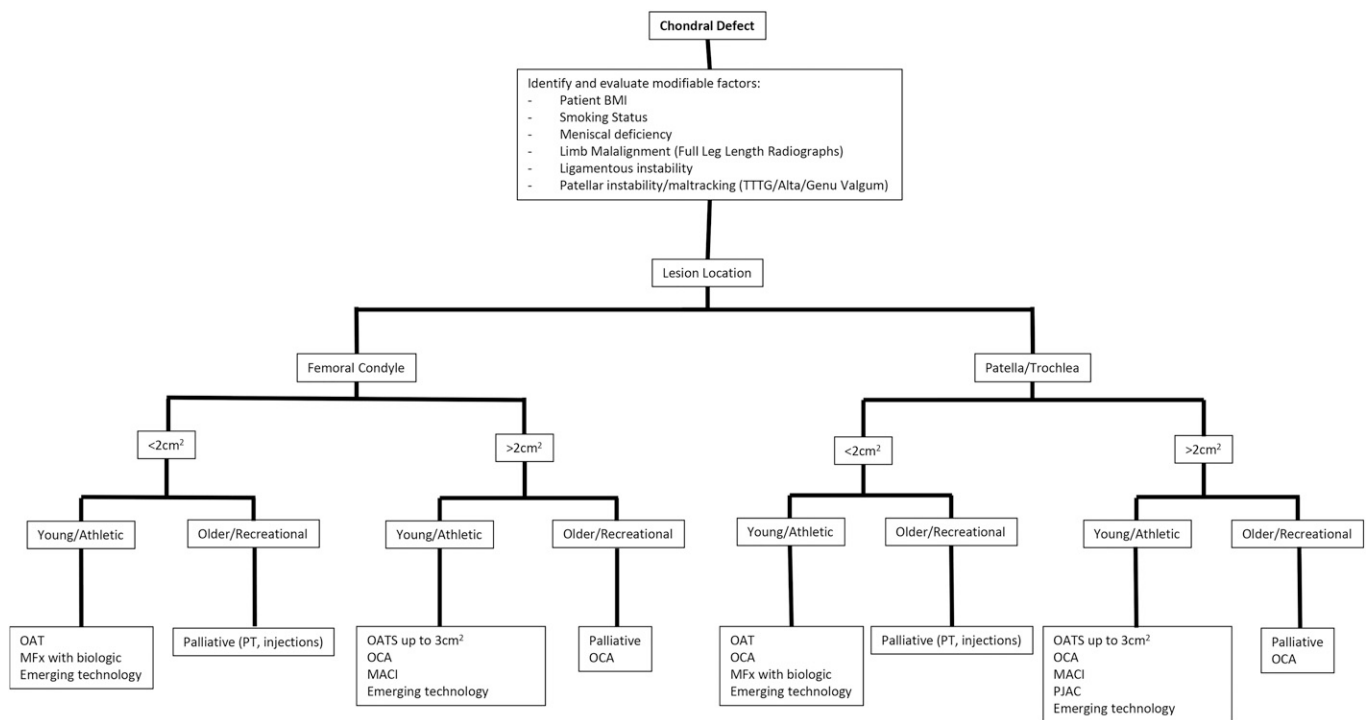 Chondral Defect
Identify and evaluate modifiable factors:
- Patient BMI
- Smoking Status
- Meniscal deficiency
- Limb Malalignment (Full Leg Length Radiographs)
- Ligamentous instability
- Patellar instability/maltracking (TTTG/Alta/Genu Valgum)
Lesion Location
Femoral Condyle
Patella/Trochlea
<2cm²
>2cm²
<2cm²
>2cm²
Young/Athletic
Older/Recreational
Young/Athletic
Older/Recreational
Young/Athletic
Older/Recreational
Young/Athletic
Older/Recreational
OAT
MFx with biologic
Emerging technology
Palliative (PT, injections)
OATS up to 3cm²
OCA
MACI
Emerging technology
Palliative
OCA
OAT
OCA
MFx with biologic
Emerging technology
Palliative (PT, injections)
OATS up to 3cm²
OCA
MACI
PJAC
Emerging technology
Palliative
OCA